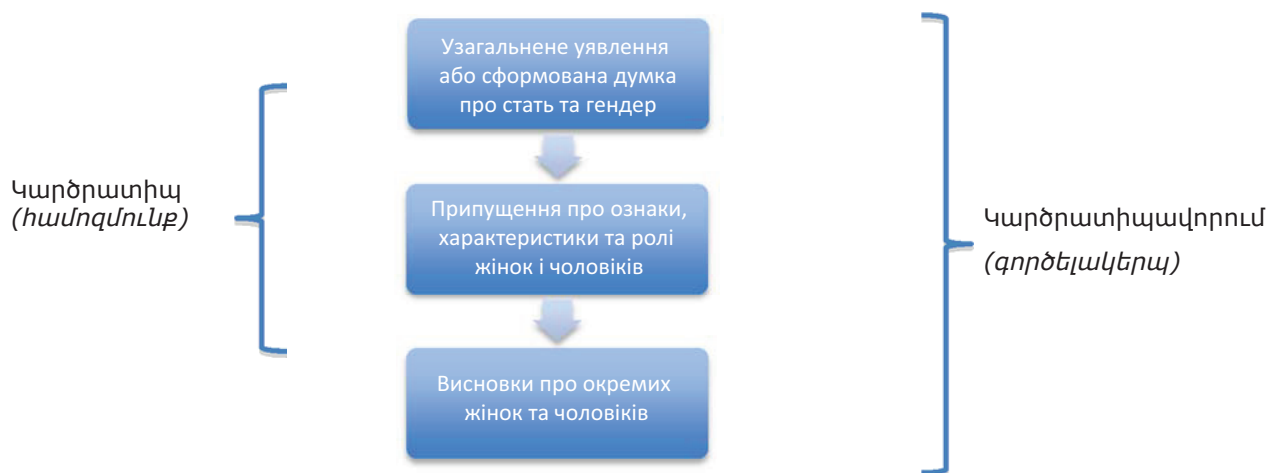 Узагальнене уявлення
або сформована думка
про стать та гендер
Կարծրատիպ
(համոզմունք)
Припущення про ознаки,
характеристики та ролі
жінок і чоловіків
Կարծրատիպավորում
(գործելակերպ)
Висновки про окремих
жінок та чоловіків